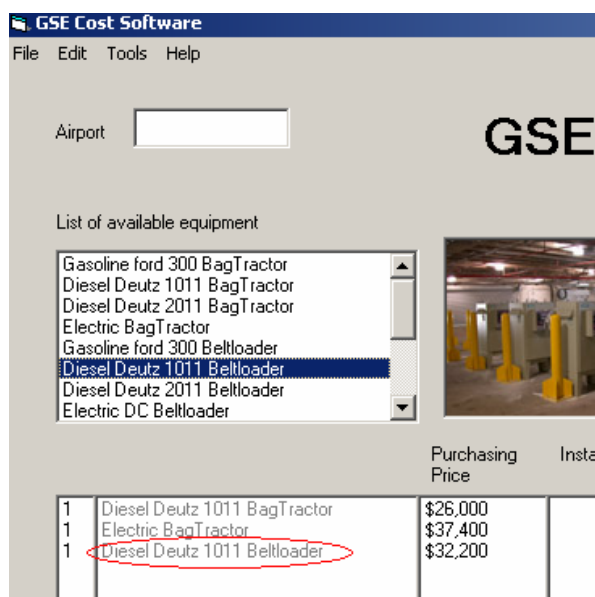 GSE Cost Software
File Edit Tools Help
Airport
GSE
List of available equipment
Gasoline ford 300 BagTractor
Diesel Deutz 1011 BagTractor
Diesel Deutz 2011 BagTractor
Electric BagTractor
Gasoline ford 300 Beltloader
Diesel Deutz 1011 Beltloader
Diesel Deutz 2011 Beltloader
Electric DC Beltloader
Purchasing Price Insta
1 Diesel Deutz 1011 BagTractor $26,000
1 Electric BagTractor $37,400
1 Diesel Deutz 1011 Beltloader $32,200